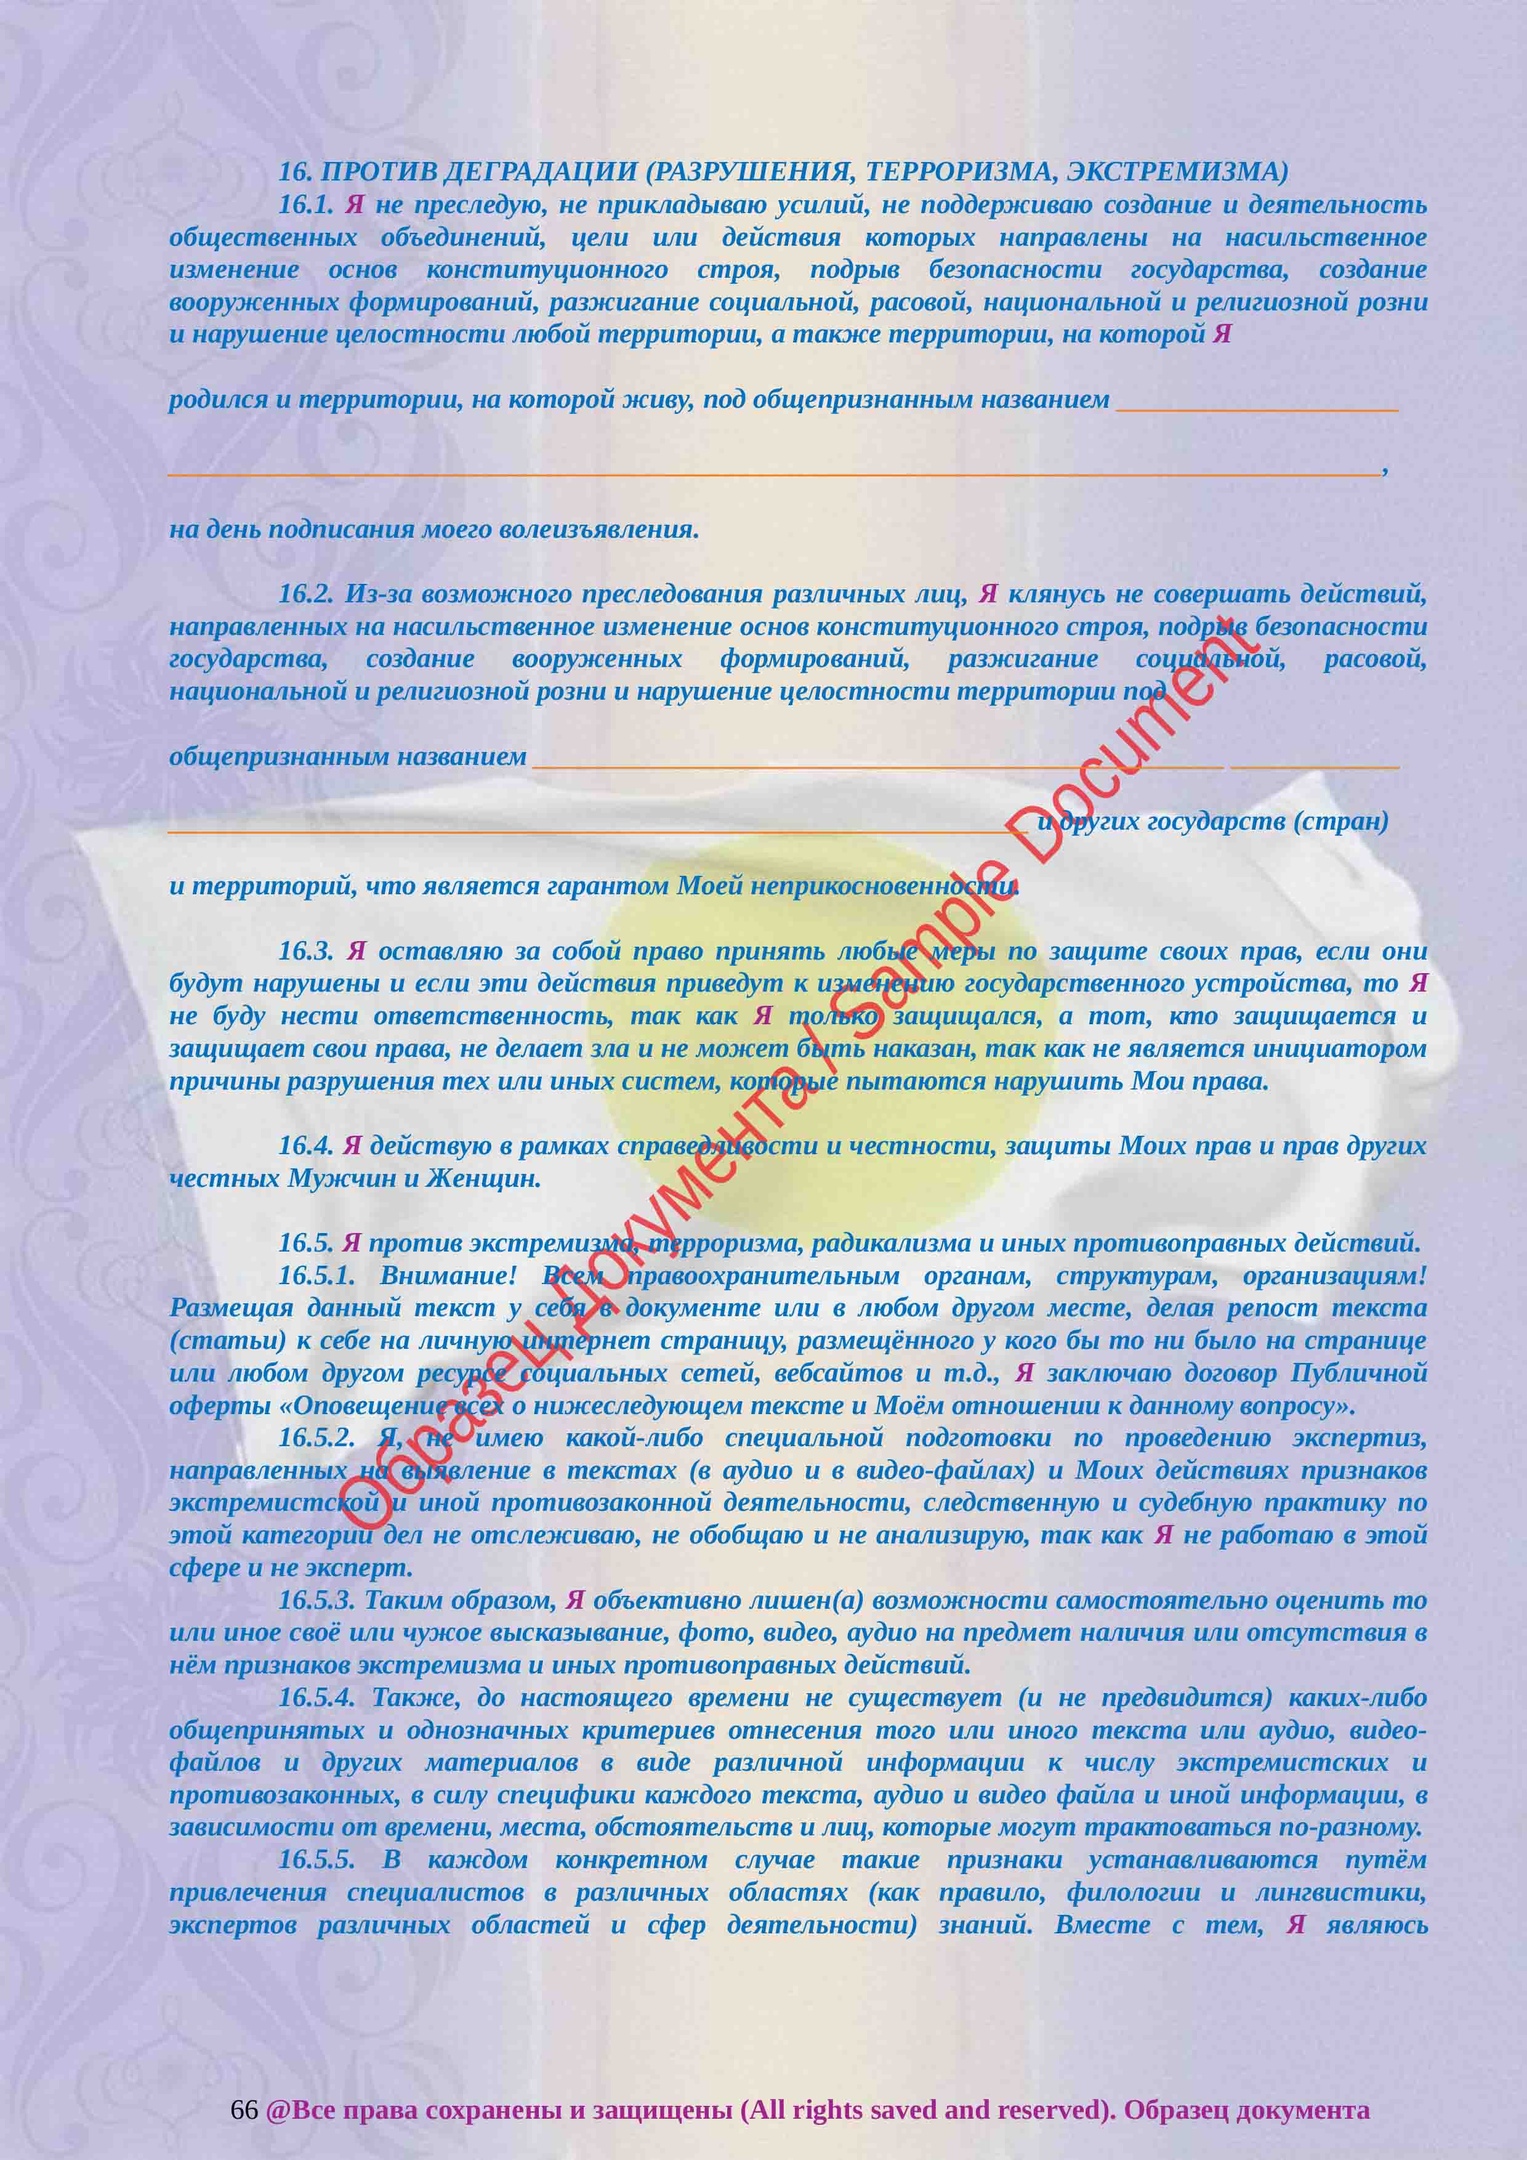 16. ПРОТИВ ДЕГРАДАЦИИ (РАЗРУШЕНИЯ, ТЕРРОРИЗМА, ЭКСТРЕМИЗМА)
16.1. Я не преследую, не прикладываю усилий, не поддерживаю создание и деятельность
общественных объединений, цели или действия которых направлены на насильственное
изменение основ конституционного строя, подрыв безопасности государства, создание
вооруженных формирований, разжигание социальной, расовой, национальной и религиозной розни
и нарушение целостности любой территории, а также территории, на которой Я
родился и территории, на которой живу, под общепризнанным названием ____________________
______________________________________________________________________________________,
на день подписания моего волеизъявления.
16.2. Из-за возможного преследования различных лиц, Я клянусь не совершать действий,
направленных на насильственное изменение основ конституционного строя, подрыв безопасности
государства, создание вооруженных формирований, разжигание социальной, расовой,
национальной и религиозной розни и нарушение целостности территории под
общепризнанным названием _________________________________________________ ____________
_____________________________________________________________ и других государств (стран)
и территорий, что является гарантом Моей неприкосновенности.
16.3. Я оставляю за собой право принять любые меры по защите своих прав, если они
будут нарушены и если эти действия приведут к изменению государственного устройства, то Я
не буду нести ответственность, так как Я только защищался, а тот, кто защищается и
защищает свои права, не делает зла и не может быть наказан, так как не является инициатором
причины разрушения тех или иных систем, которые пытаются нарушить Мои права.
16.4. Я действую в рамках справедливости и честности, защиты Моих прав и прав других
честных Мужчин и Женщин.
16.5. Я против экстремизма, терроризма, радикализма и иных противоправных действий.
16.5.1. Внимание! Всем правоохранительным органам, структурам, организациям!
Размещая данный текст у себя в документе или в любом другом месте, делая репост текста
(статьи) к себе на личную интернет страницу, размещённого у кого бы то ни было на странице
или любом другом ресурсе социальных сетей, вебсайтов и т.д., Я заключаю договор Публичной
оферты «Оповещение всех о нижеследующем тексте и Моём отношении к данному вопросу».
16.5.2. Я, не имею какой-либо специальной подготовки по проведению экспертиз,
направленных на выявление в текстах (в аудио и в видео-файлах) и Моих действиях признаков
экстремистской и иной противозаконной деятельности, следственную и судебную практику по
этой категории дел не отслеживаю, не обобщаю и не анализирую, так как Я не работаю в этой
сфере и не эксперт.
16.5.3. Таким образом, Я объективно лишен(а) возможности самостоятельно оценить то
или иное своё или чужое высказывание, фото, видео, аудио на предмет наличия или отсутствия в
нём признаков экстремизма и иных противоправных действий.
16.5.4. Также, до настоящего времени не существует (и не предвидится) каких-либо
общепринятых и однозначных критериев отнесения того или иного текста или аудио, видео-
файлов и других материалов в виде различной информации к числу экстремистских и
противозаконных, в силу специфики каждого текста, аудио и видео файла и иной информации, в
зависимости от времени, места, обстоятельств и лиц, которые могут трактоваться по-разному.
16.5.5. В каждом конкретном случае такие признаки устанавливаются путём
привлечения специалистов в различных областях (как правило, филологии и лингвистики,
экспертов различных областей и сфер деятельности) знаний. Вместе с тем, Я являюсь
Образец Документа / Sample Document
66 @Все права сохранены и защищены (All rights saved and reserved). Образец документа